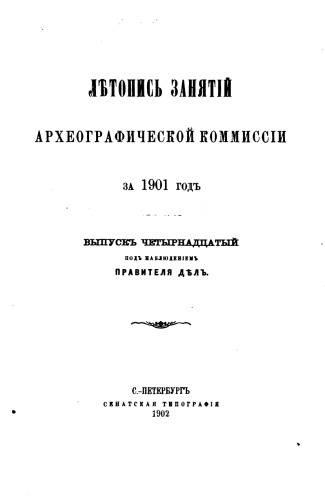 ЛѢТОПИСЬ ЗАНЯТІЙ
АРХЕОГРАФИЧЕСКОЙ КОММИССІИ
ЗА 1901 ГОДЪ
ВЫПУСКЪ ЧЕТЫРНАДЦАТЫЙ
ПОДЪ НАБЛЮДЕНІЕМЪ
ПРАВИТЕЛЯ ДѢЛЪ.
С.-ПЕТЕРБУРГЪ
СЕНАТСКАЯ ТИПОГРАФІЯ
1902